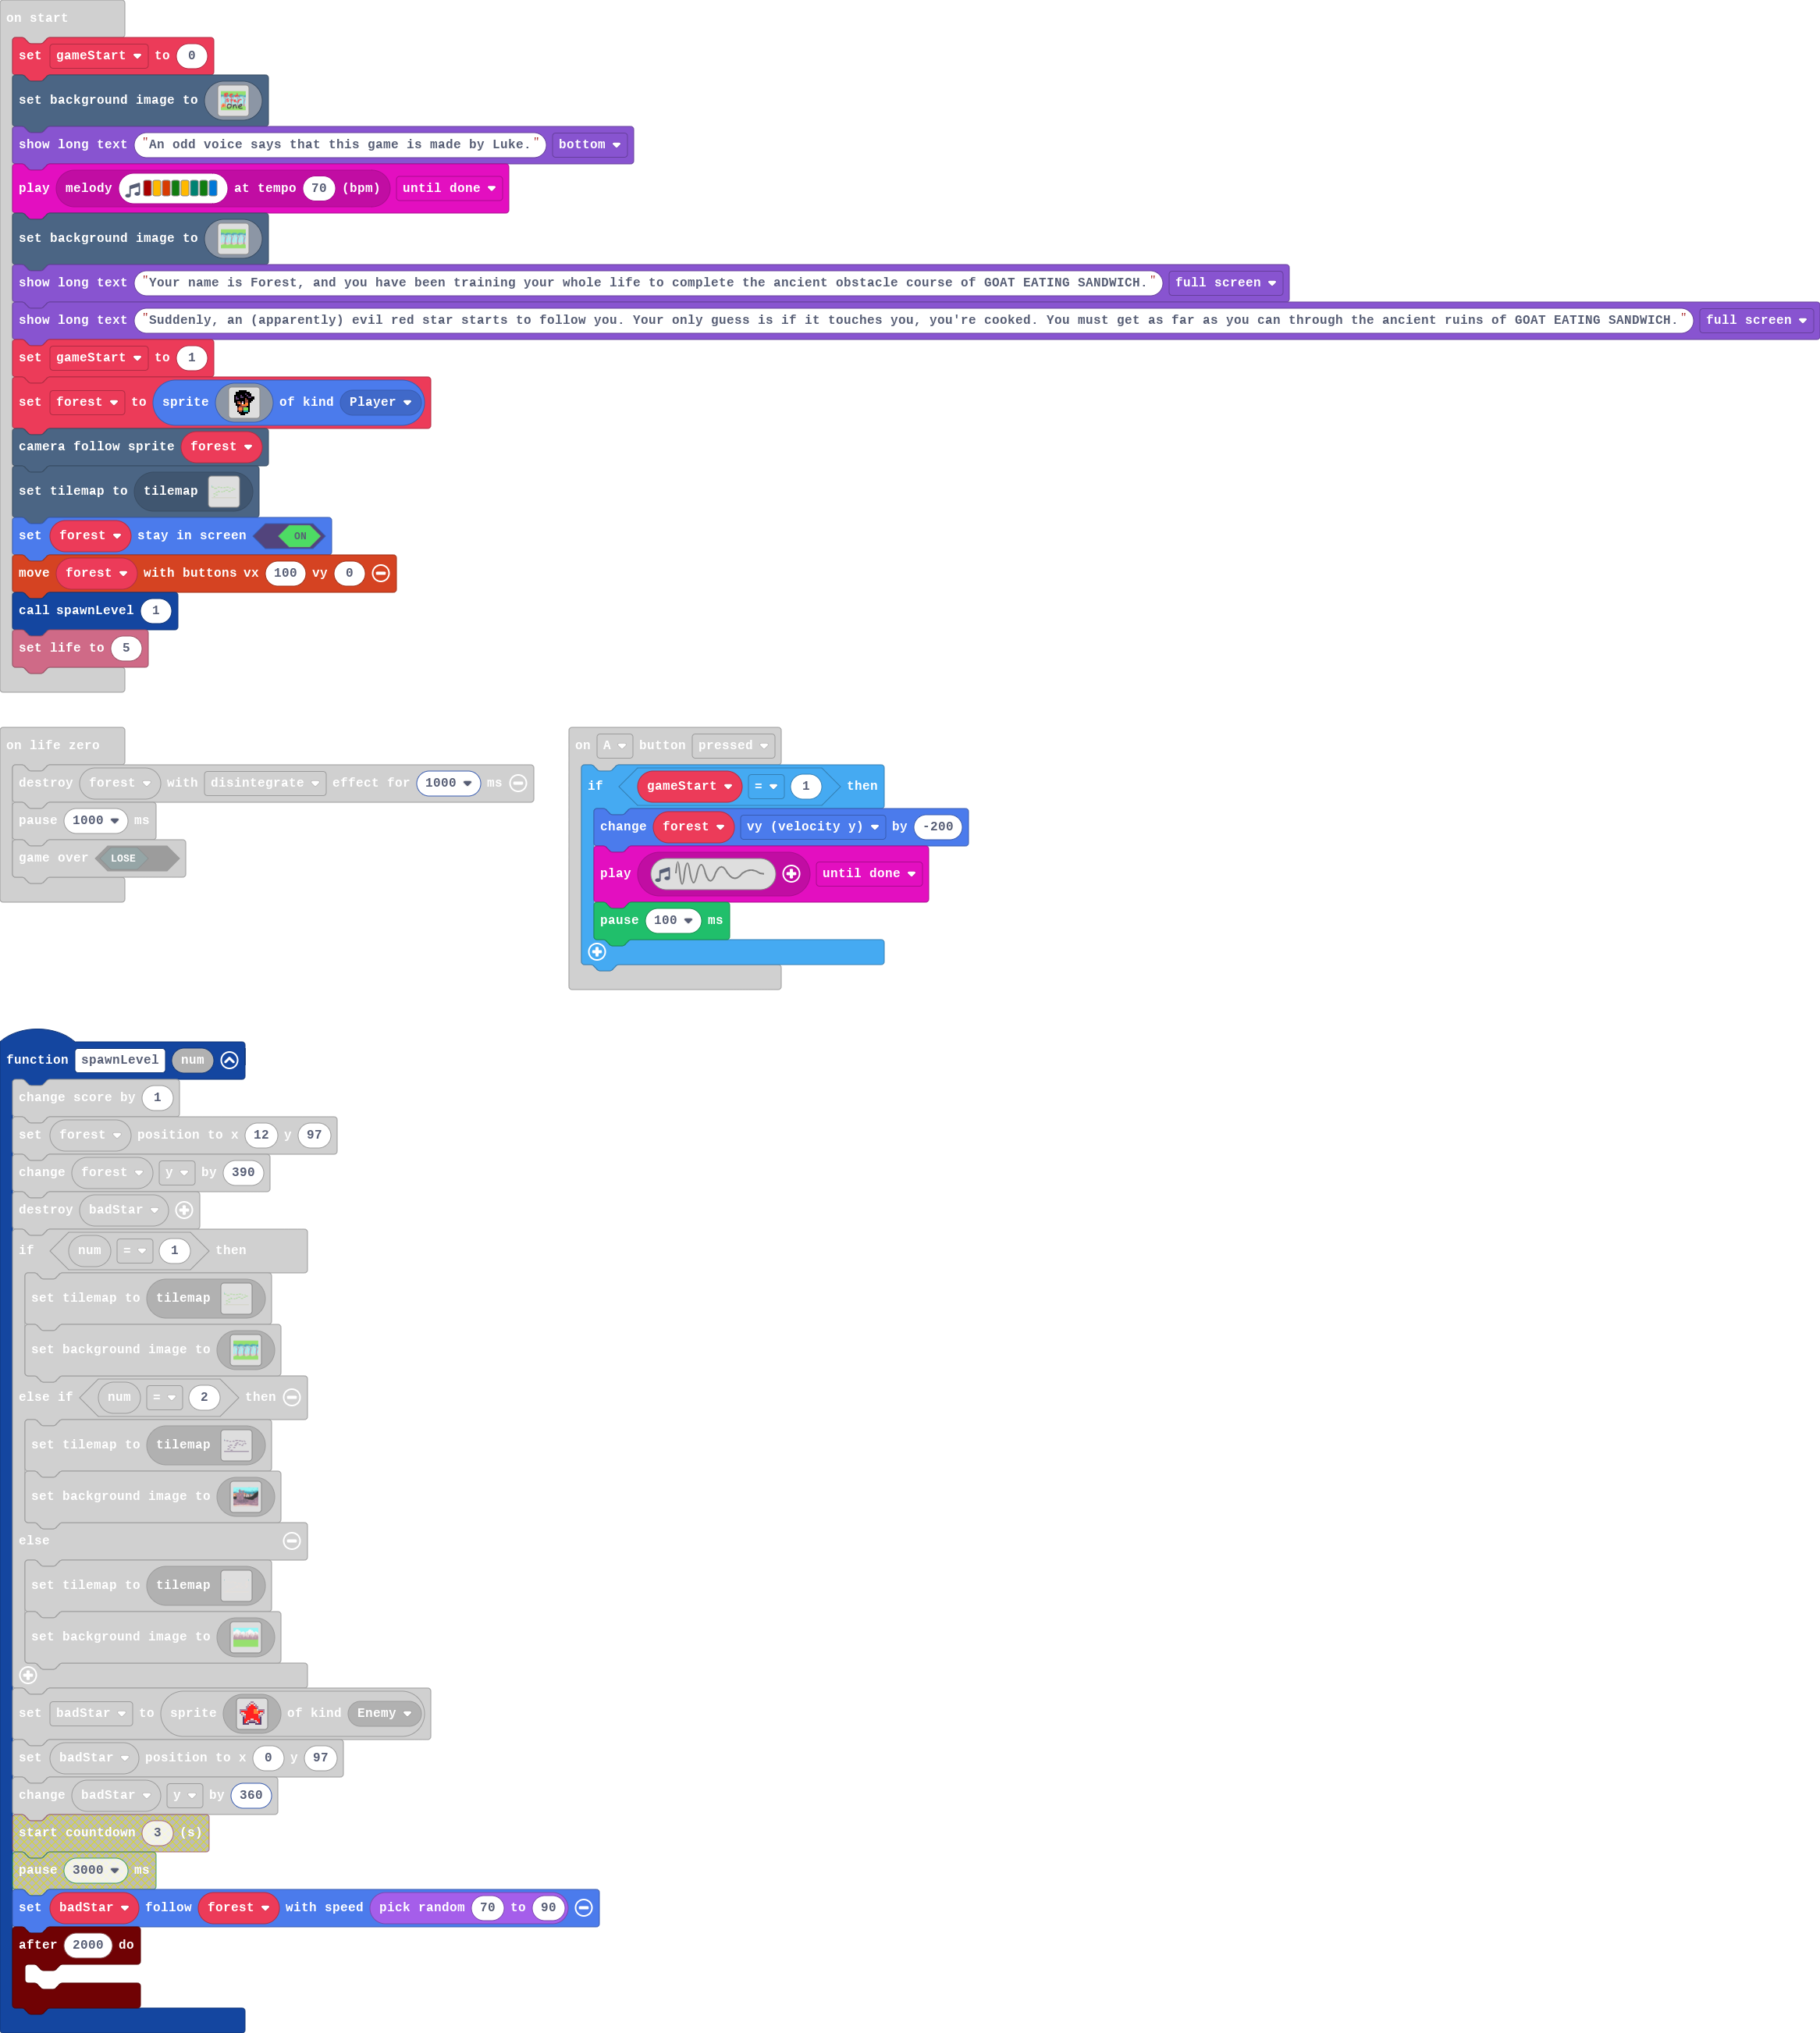 on start
set gameStart to 0
set background image to
show long text "An odd voice says that this game is made by Luke." bottom
play melody at tempo 70 (bpm) until done
set background image to
show long text "Your name is Forest, and you have been training your whole life to complete the ancient obstacle course of GOAT EATING SANDWICH." full screen
show long text "Suddenly, an (apparently) evil red star starts to follow you. Your only guess is if it touches you, you're cooked. You must get as far as you can through the ancient ruins of GOAT EATING SANDWICH." full screen
set gameStart to 1
set forest to sprite of kind Player
camera follow sprite forest
set tilemap to tilemap
set forest stay in screen ON
move forest with buttons vx 100 vy 0
call spawnLevel 1
set life to 5
on life zero
destroy forest with disintegrate effect for 1000 ms
pause 1000 ms
game over LOSE
on A button pressed
if gameStart = 1 then
change forest vy (velocity y) by -200
play until done
pause 100 ms
function spawnLevel num
change score by 1
set forest position to x 12 y 97
change forest y by 390
destroy badStar
if num = 1 then
set tilemap to tilemap
set background image to
else if num = 2 then
set tilemap to tilemap
set background image to
else
set tilemap to tilemap
set background image to
set badStar to sprite of kind Enemy
set badStar position to x 0 y 97
change badStar y by 360
start countdown 3 (s)
pause 3000 ms
set badStar follow forest with speed pick random 70 to 90
after 2000 do